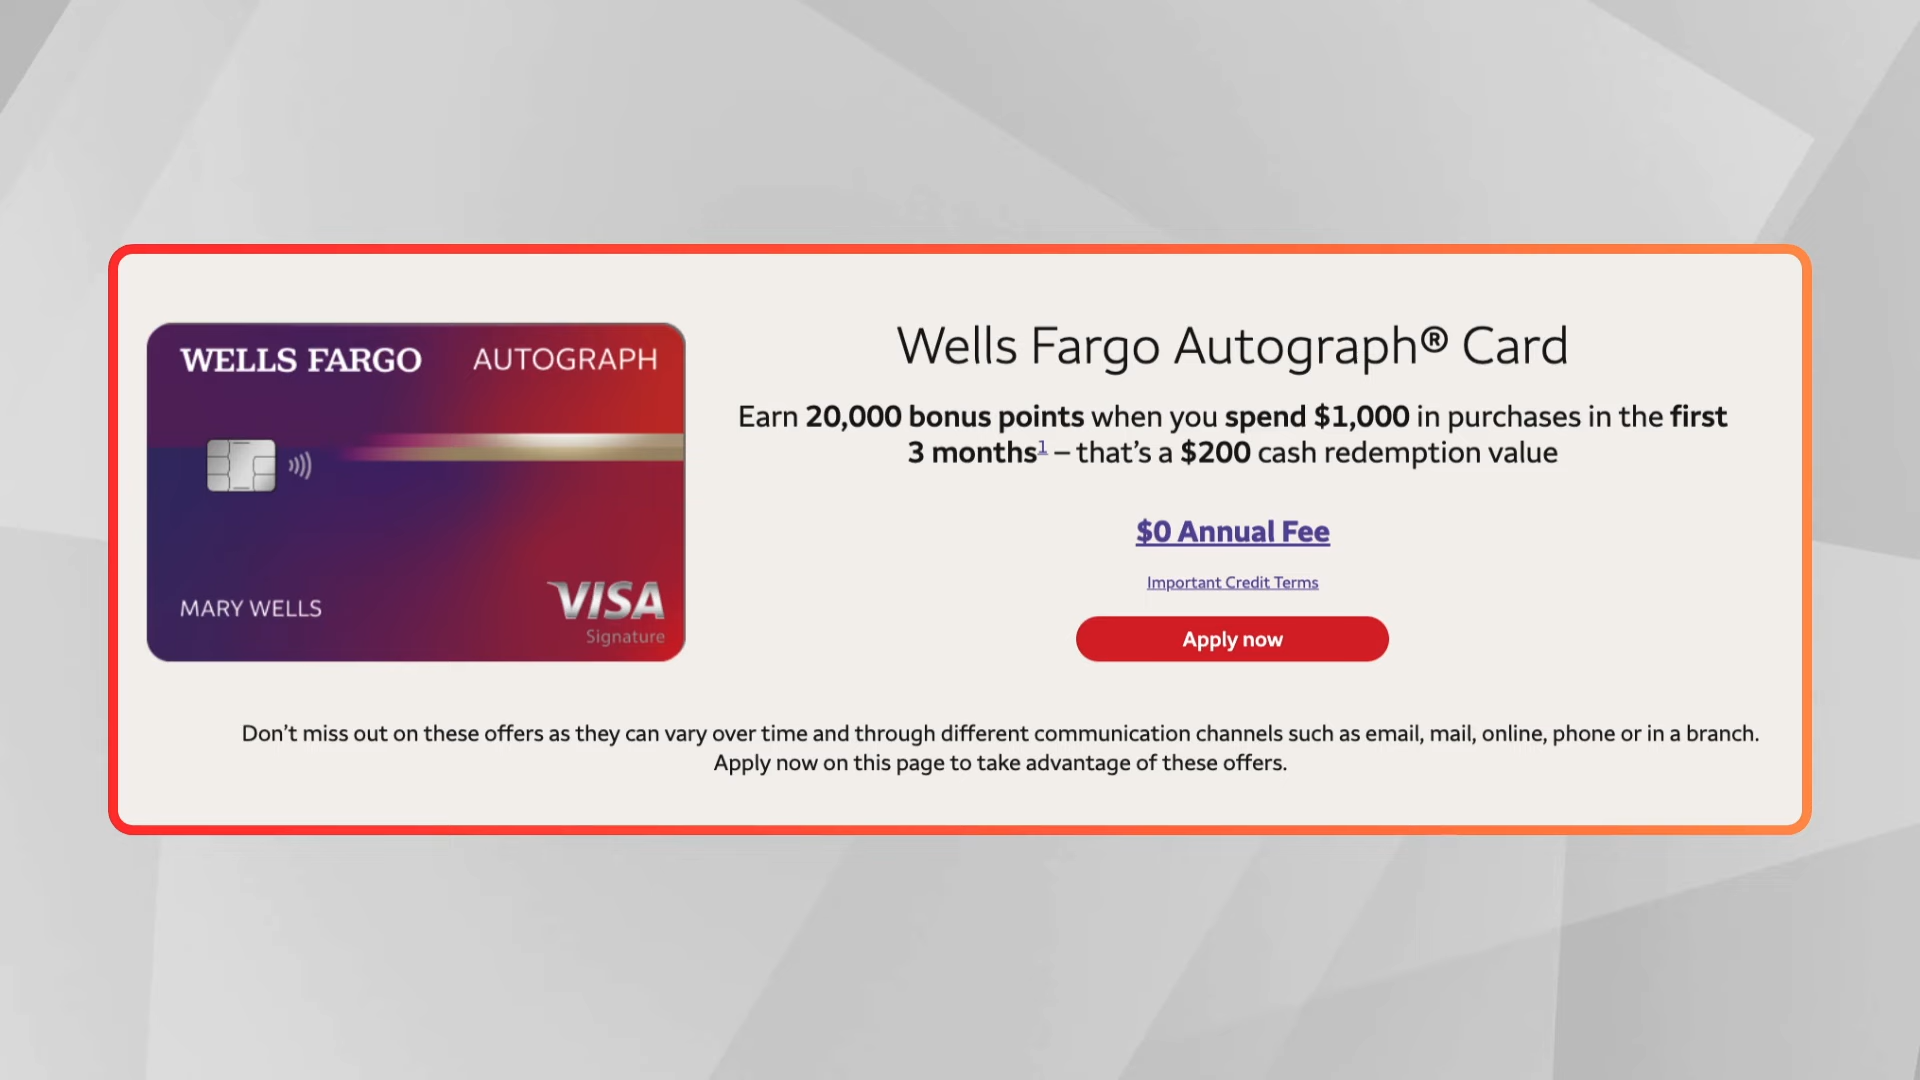 WELLS FARGO AUTOGRAPH
MARY WELLS
VISA
Signature
Wells Fargo Autograph® Card
Earn 20,000 bonus points when you spend $1,000 in purchases in the first
3 months1 – that’s a $200 cash redemption value
$0 Annual Fee
Important Credit Terms
Apply now
Don’t miss out on these offers as they can vary over time and through different communication channels such as email, mail, online, phone or in a branch.
Apply now on this page to take advantage of these offers.